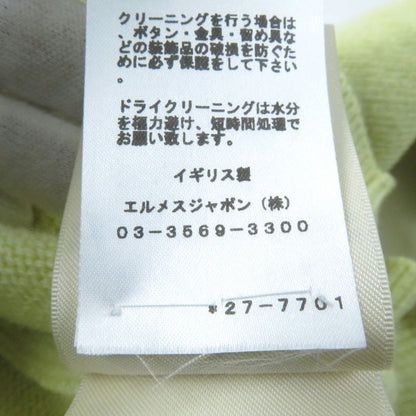 クリーニングを行う場合は
、ボタン・金具・留め具な
どの装飾品の破損を防ぐた
めに必ず保護をして下さい
。
ドライクリーニングは水分
を極力避け、短時間処理で
お願い致します。
イギリス製
エルメスジャポン（株）
03-3569-3300
*27-7701